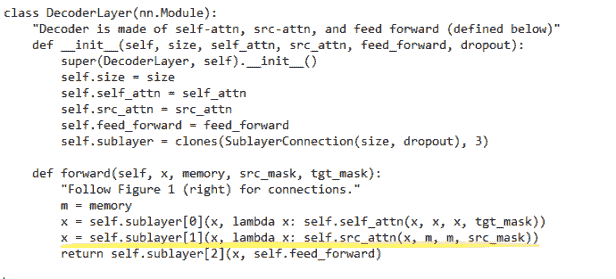 class DecoderLayer(nn.Module):
    "Decoder is made of self-attn, src-attn, and feed forward (defined below)"
    def __init__(self, size, self_attn, src_attn, feed_forward, dropout):
        super(DecoderLayer, self).__init__()
        self.size = size
        self.self_attn = self_attn
        self.src_attn = src_attn
        self.feed_forward = feed_forward
        self.sublayer = clones(SublayerConnection(size, dropout), 3)

    def forward(self, x, memory, src_mask, tgt_mask):
        "Follow Figure 1 (right) for connections."
        m = memory
        x = self.sublayer[0](x, lambda x: self.self_attn(x, x, x, tgt_mask))
        x = self.sublayer[1](x, lambda x: self.src_attn(x, m, m, src_mask))
        return self.sublayer[2](x, self.feed_forward)